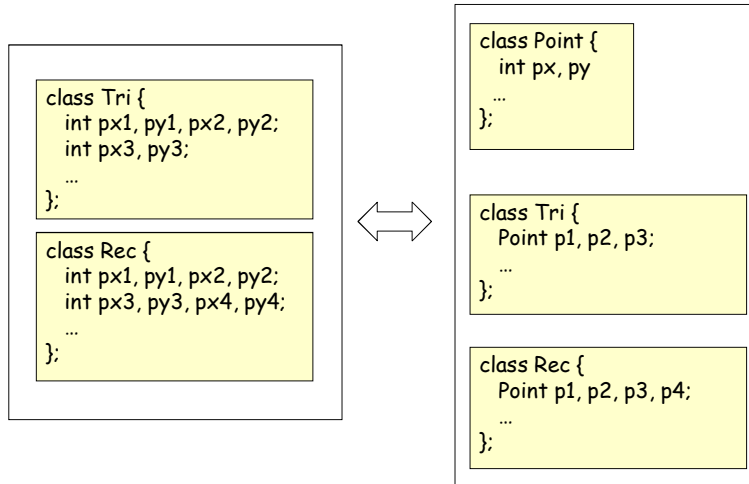 class Tri {
int px1, py1, px2, py2;
int px3, py3;
…
};
class Rec {
int px1, py1, px2, py2;
int px3, py3, px4, py4;
…
};
class Point {
int px, py
…
};
class Tri {
Point p1, p2, p3;
…
};
class Rec {
Point p1, p2, p3, p4;
…
};